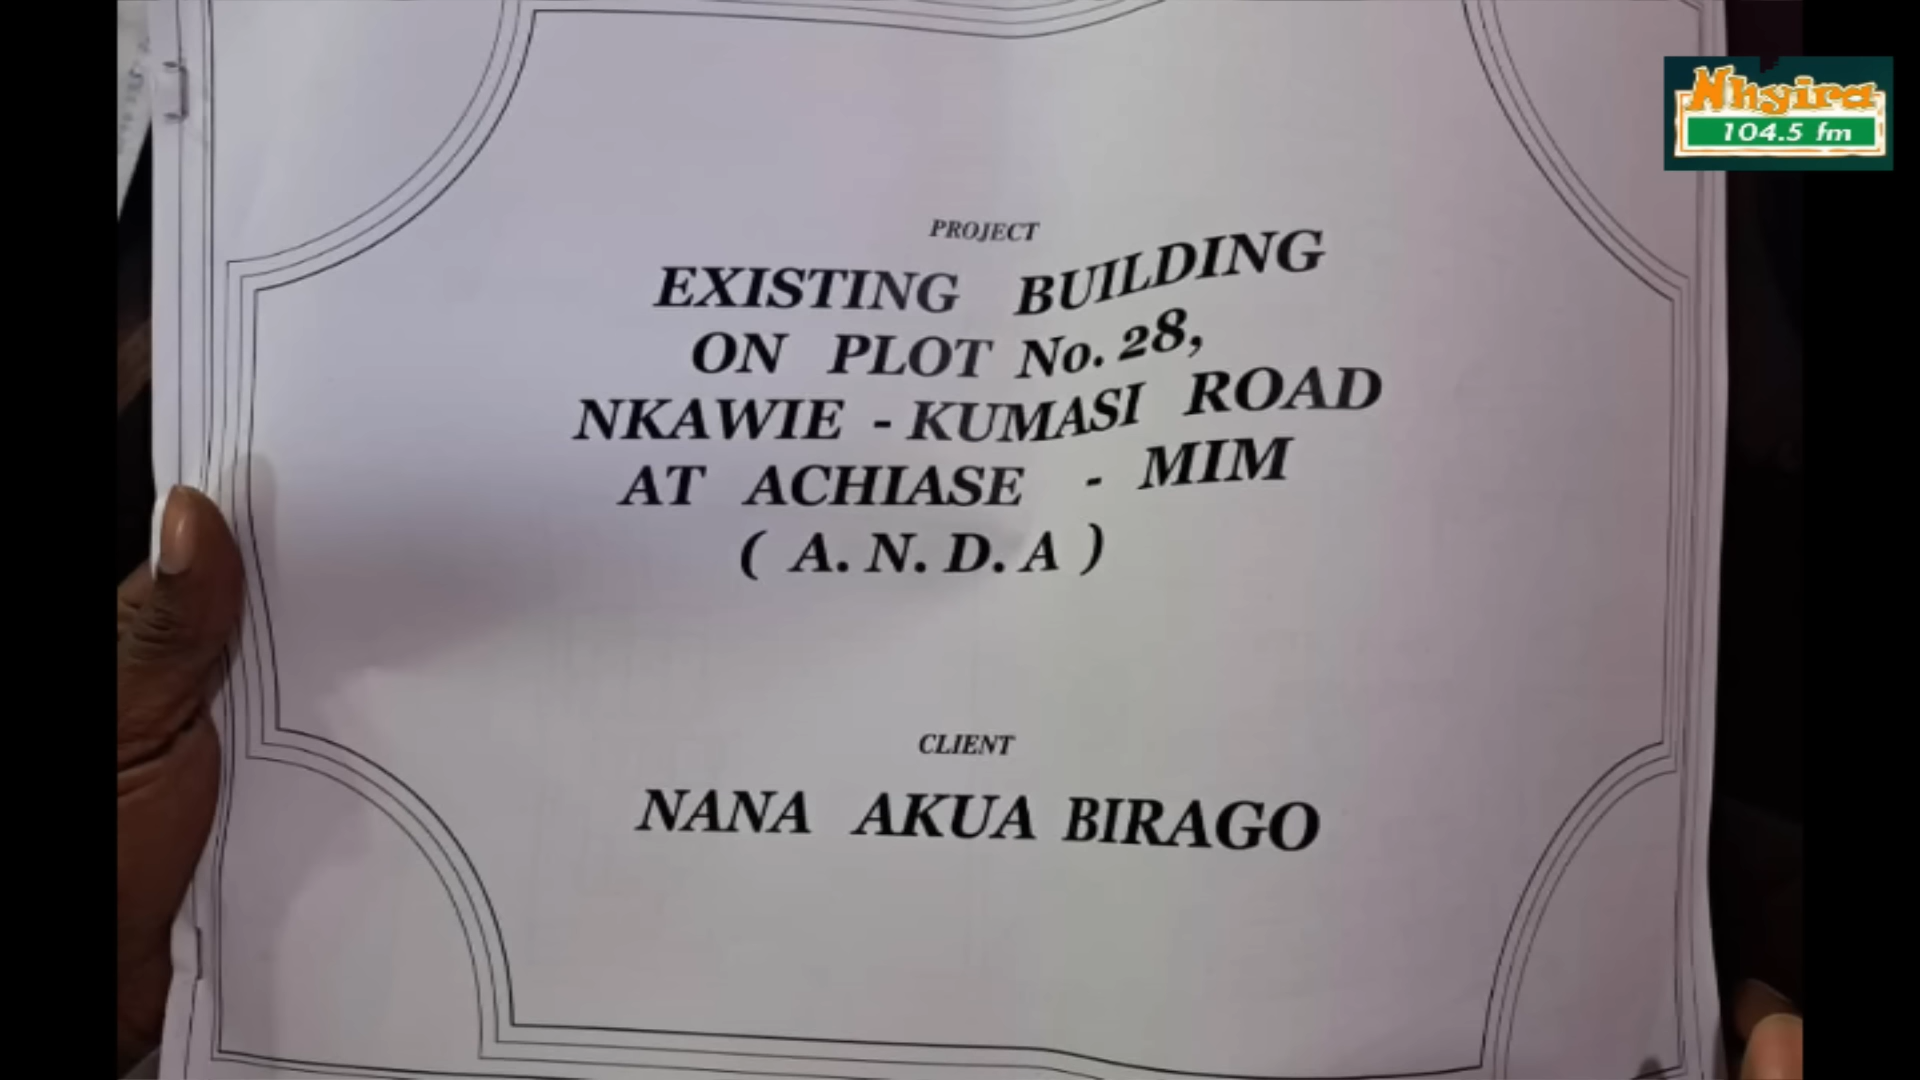 Nhyira
104.5 fm
PROJECT
EXISTING BUILDING
ON PLOT No. 28,
NKAWIE - KUMASI ROAD
AT ACHIASE - MIM
( A. N. D. A )
CLIENT
NANA AKUA BIRAGO